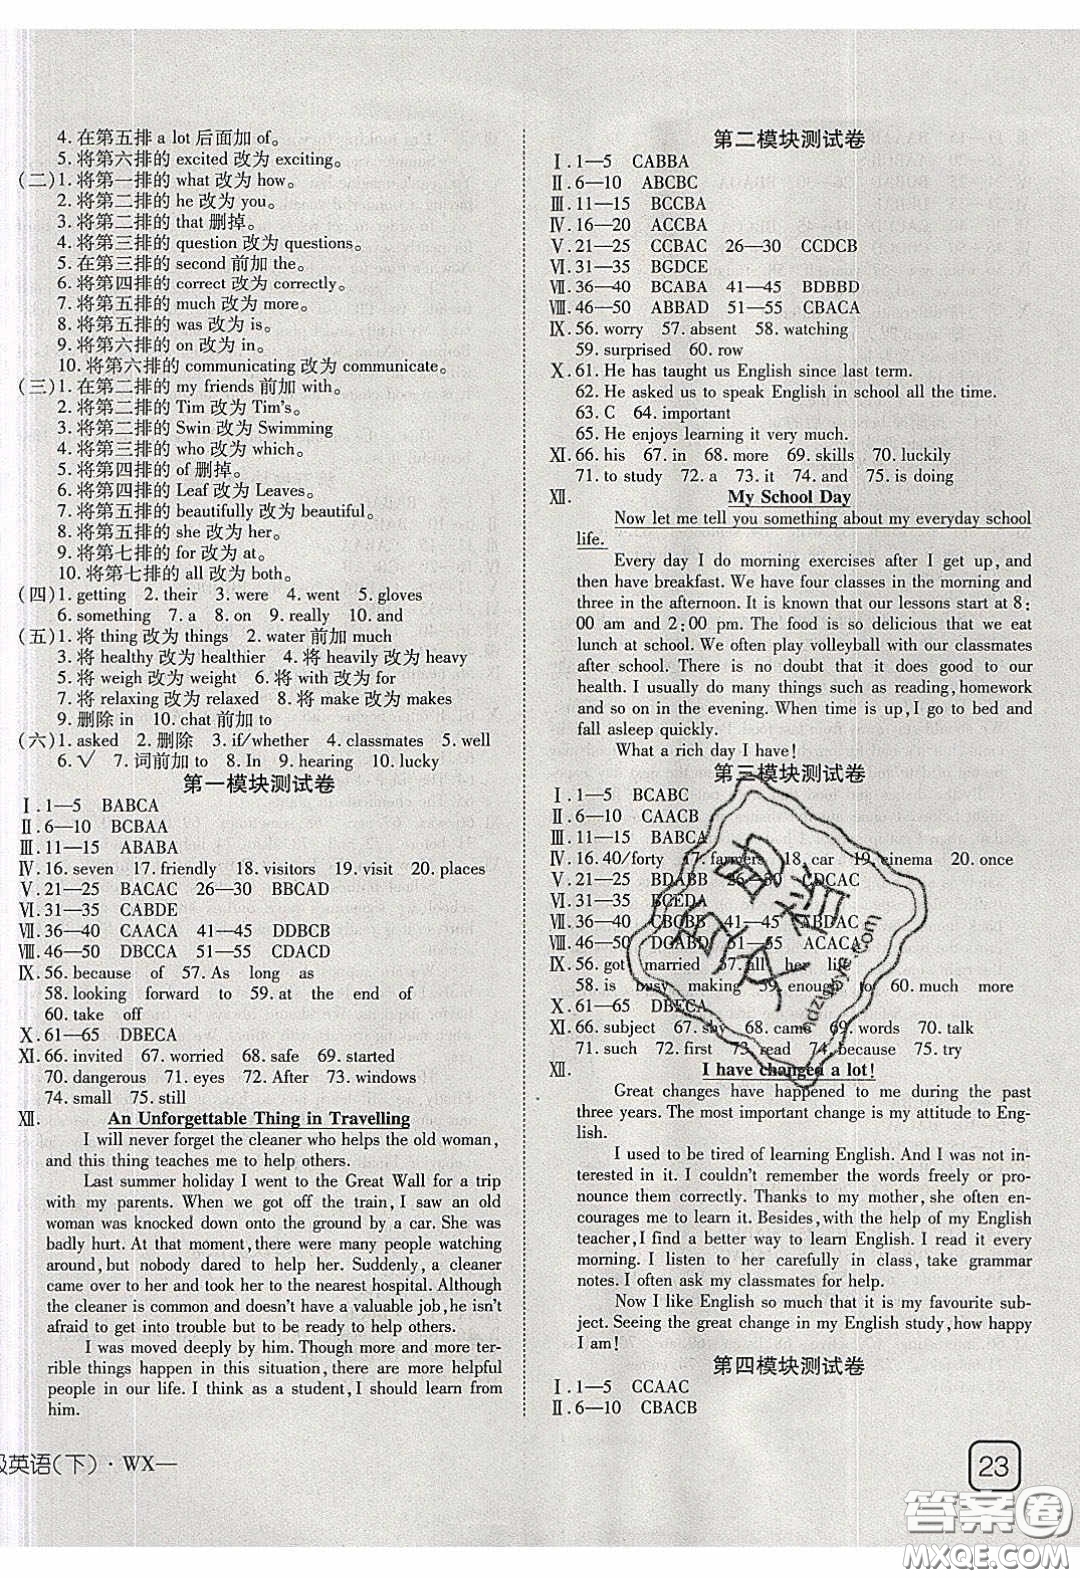 4. 在第五排 a lot 后面加 of。
5. 将第六排的 excited 改为 exciting。
(二)1. 将第一排的 what 改为 how。
2. 将第二排的 he 改为 you。
3. 将第二排的 that 删掉。
4. 将第三排的 question 改为 questions。
5. 在第三排的 second 前加 the。
6. 将第四排的 correct 改为 correctly。
7. 将第五排的 much 改为 more。
8. 将第五排的 was 改为 is。
9. 将第六排的 on 改为 in。
10. 将第六排的 communicating 改为 communicate。
(三)1. 在第二排的 my friends 前加 with。
2. 将第二排的 Tim 改为 Tim's。
3. 将第二排的 Swin 改为 Swimming
4. 将第三排的 who 改为 which。
5. 将第四排的 of 删掉。
6. 将第四排的 Leaf 改为 Leaves。
7. 将第五排的 beautifully 改为 beautiful。
8. 将第五排的 she 改为 her。
9. 将第七排的 for 改为 at。
10. 将第七排的 all 改为 both。
(四)1. getting 2. their 3. were 4. went 5. gloves
6. something 7. a 8. on 9. really 10. and
(五)1. 将 thing 改为 things 2. water 前加 much
3. 将 healthy 改为 healthier 4. 将 heavily 改为 heavy
5. 将 weigh 改为 weight 6. 将 with 改为 for
7. 将 relaxing 改为 relaxed 8. 将 make 改为 makes
9. 删除 in 10. chat 前加 to
(六)1. asked 2. 删除 3. if/whether 4. classmates 5. well
6. √ 7. 词前加 to 8. In 9. hearing 10. lucky
第一模块测试卷
Ⅰ. 1—5 BABCA
Ⅱ. 6—10 BCBAA
Ⅲ. 11—15 ABABA
Ⅳ. 16. seven 17. friendly 18. visitors 19. visit 20. places
Ⅴ. 21—25 BACAC 26—30 BBCAD
Ⅵ. 31—35 CABDE
Ⅶ. 36—40 CAACA 41—45 DDBCB
Ⅷ. 46—50 DBCCA 51—55 CDACD
Ⅸ. 56. because of 57. As long as
58. looking forward to 59. at the end of
60. take off
Ⅹ. 61—65 DBECA
Ⅺ. 66. invited 67. worried 68. safe 69. started
70. dangerous 71. eyes 72. After 73. windows
74. small 75. still
Ⅻ. An Unforgettable Thing in Travelling
I will never forget the cleaner who helps the old woman,
and this thing teaches me to help others.
Last summer holiday I went to the Great Wall for a trip
with my parents. When we got off the train, I saw an old
woman was knocked down onto the ground by a car. She was
badly hurt. At that moment, there were many people watching
around, but nobody dared to help her. Suddenly, a cleaner
came over to her and took her to the nearest hospital. Although
the cleaner is common and doesn't have a valuable job, he isn't
afraid to get into trouble but to be ready to help others.
I was moved deeply by him. Though more and more ter-
rible things happen in this situation, there are more helpful
people in our life. I think as a student, I should learn from
him.
级英语(下)·WX—
第二模块测试卷
Ⅰ. 1—5 CABBA
Ⅱ. 6—10 ABCBC
Ⅲ. 11—15 BCCBA
Ⅳ. 16—20 ACCBA
Ⅴ. 21—25 CCBAC 26—30 CCDCB
Ⅵ. 31—35 BGDCE
Ⅶ. 36—40 BCABA 41—45 BDBBD
Ⅷ. 46—50 ABBAD 51—55 CBACA
Ⅸ. 56. worry 57. absent 58. watching
59. surprised 60. row
Ⅹ. 61. He has taught us English since last term.
62. He asked us to speak English in school all the time.
63. C 64. important
65. He enjoys learning it very much.
Ⅺ. 66. his 67. in 68. more 69. skills 70. luckily
71. to study 72. a 73. it 74. and 75. is doing
Ⅻ. My School Day
Now let me tell you something about my everyday school
life.
Every day I do morning exercises after I get up, and
then have breakfast. We have four classes in the morning and
three in the afternoon. It is known that our lessons start at 8:
00 am and 2:00 pm. The food is so delicious that we eat
lunch at school. We often play volleyball with our classmates
after school. There is no doubt that it does good to our
health. I usually do many things such as reading, homework
and so on in the evening. When time is up, I go to bed and
fall asleep quickly.
What a rich day I have!
第三模块测试卷
Ⅰ. 1—5 BCABC
Ⅱ. 6—10 CAACB
Ⅲ. 11—15 BABCA
Ⅳ. 16. 40/forty 17. farmers 18. car 19. cinema 20. once
Ⅴ. 21—25 BDABB 26—30 CDCAC
Ⅵ. 31—35 BCEDA
Ⅶ. 36—40 CBCBB 41—45 ABDAC
Ⅷ. 46—50 DCABD 51—55 ACACA
Ⅸ. 56. got married 57. all her life
58. is busy making 59. enough to 60. much more
Ⅹ. 61—65 DBECA
Ⅺ. 66. subject 67. shy 68. came 69. words 70. talk
71. such 72. first 73. read 74. because 75. try
Ⅻ. I have changed a lot!
Great changes have happened to me during the past
three years. The most important change is my attitude to Eng-
lish.
I used to be tired of learning English. And I was not in-
terested in it. I couldn't remember the words freely or pro-
nounce them correctly. Thanks to my mother, she often en-
courages me to learn it. Besides, with the help of my English
teacher, I find a better way to learn English. I read it every
morning. I listen to her carefully in class, take grammar
notes. I often ask my classmates for help.
Now I like English so much that it is my favourite sub-
ject. Seeing the great change in my English study, how happy
I am!
第四模块测试卷
Ⅰ. 1—5 CCAAC
Ⅱ. 6—10 CBACB
23
答案卷
MXQE.COM